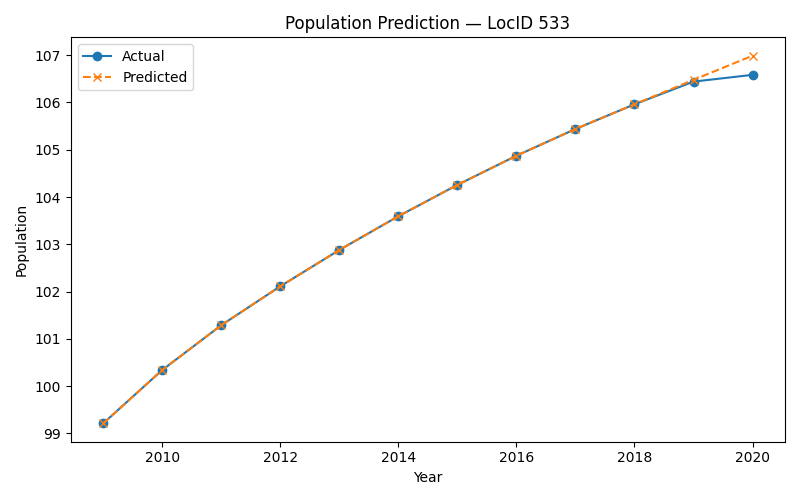 Population Prediction — LocID 533
Actual
Predicted
107
106
105
104
103
102
101
100
99
Population
2010 2012 2014 2016 2018 2020
Year